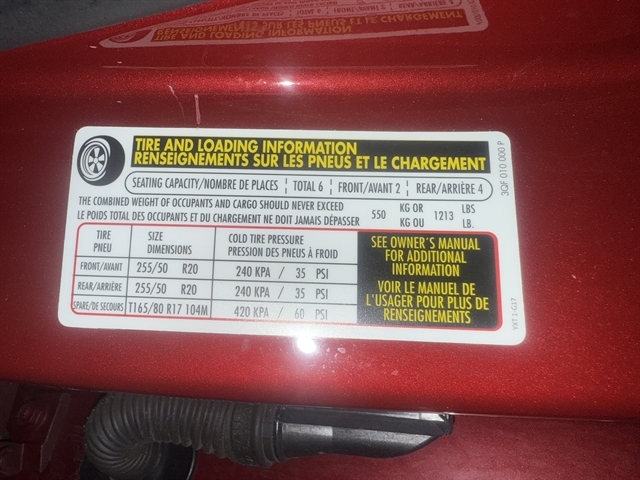 TIRE AND LOADING INFORMATION
RENSEIGNEMENTS SUR LES PNEUS ET LE CHARGEMENT
SEATING CAPACITY/NOMBRE DE PLACES TOTAL 6 FRONT/AVANT 2 REAR/ARRIÈRE 4
THE COMBINED WEIGHT OF OCCUPANTS AND CARGO SHOULD NEVER EXCEED
LE POIDS TOTAL DES OCCUPANTS ET DU CHARGEMENT NE DOIT JAMAIS DÉPASSER
550 KG OR KG OU 1213 LBS LB.
TIRE PNEU
SIZE DIMENSIONS
COLD TIRE PRESSURE
PRESSION DES PNEUS À FROID
FRONT/AVANT 255/50 R20 240 KPA / 35 PSI
REAR/ARRIÈRE 255/50 R20 240 KPA / 35 PSI
SPARE/DE SECOURS T165/80 R17 104M 420 KPA / 60 PSI
SEE OWNER'S MANUAL
FOR ADDITIONAL
INFORMATION
VOIR LE MANUEL DE
L'USAGER POUR PLUS DE
RENSEIGNEMENTS
3QF 010 000 P
VXT 1-G17